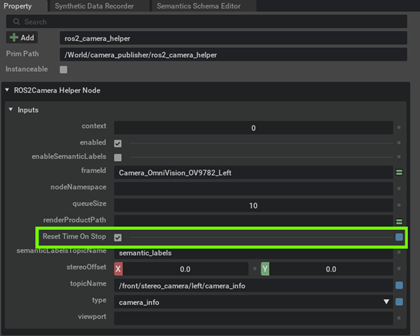 Property Synthetic Data Recorder Semantics Schema Editor
Search
Add ros2_camera_helper
Prim Path /World/camera_publisher/ros2_camera_helper
Instanceable
ROS2Camera Helper Node
Inputs
context 0
enabled
enableSemanticLabels
frameId Camera_OmniVision_OV9782_Left
nodeNamespace
queueSize 10
renderProductPath
Reset Time On Stop
semanticLabelsTopicName semantic_labels
stereoOffset X 0.0 Y 0.0
topicName /front/stereo_camera/left/camera_info
type camera_info
viewport